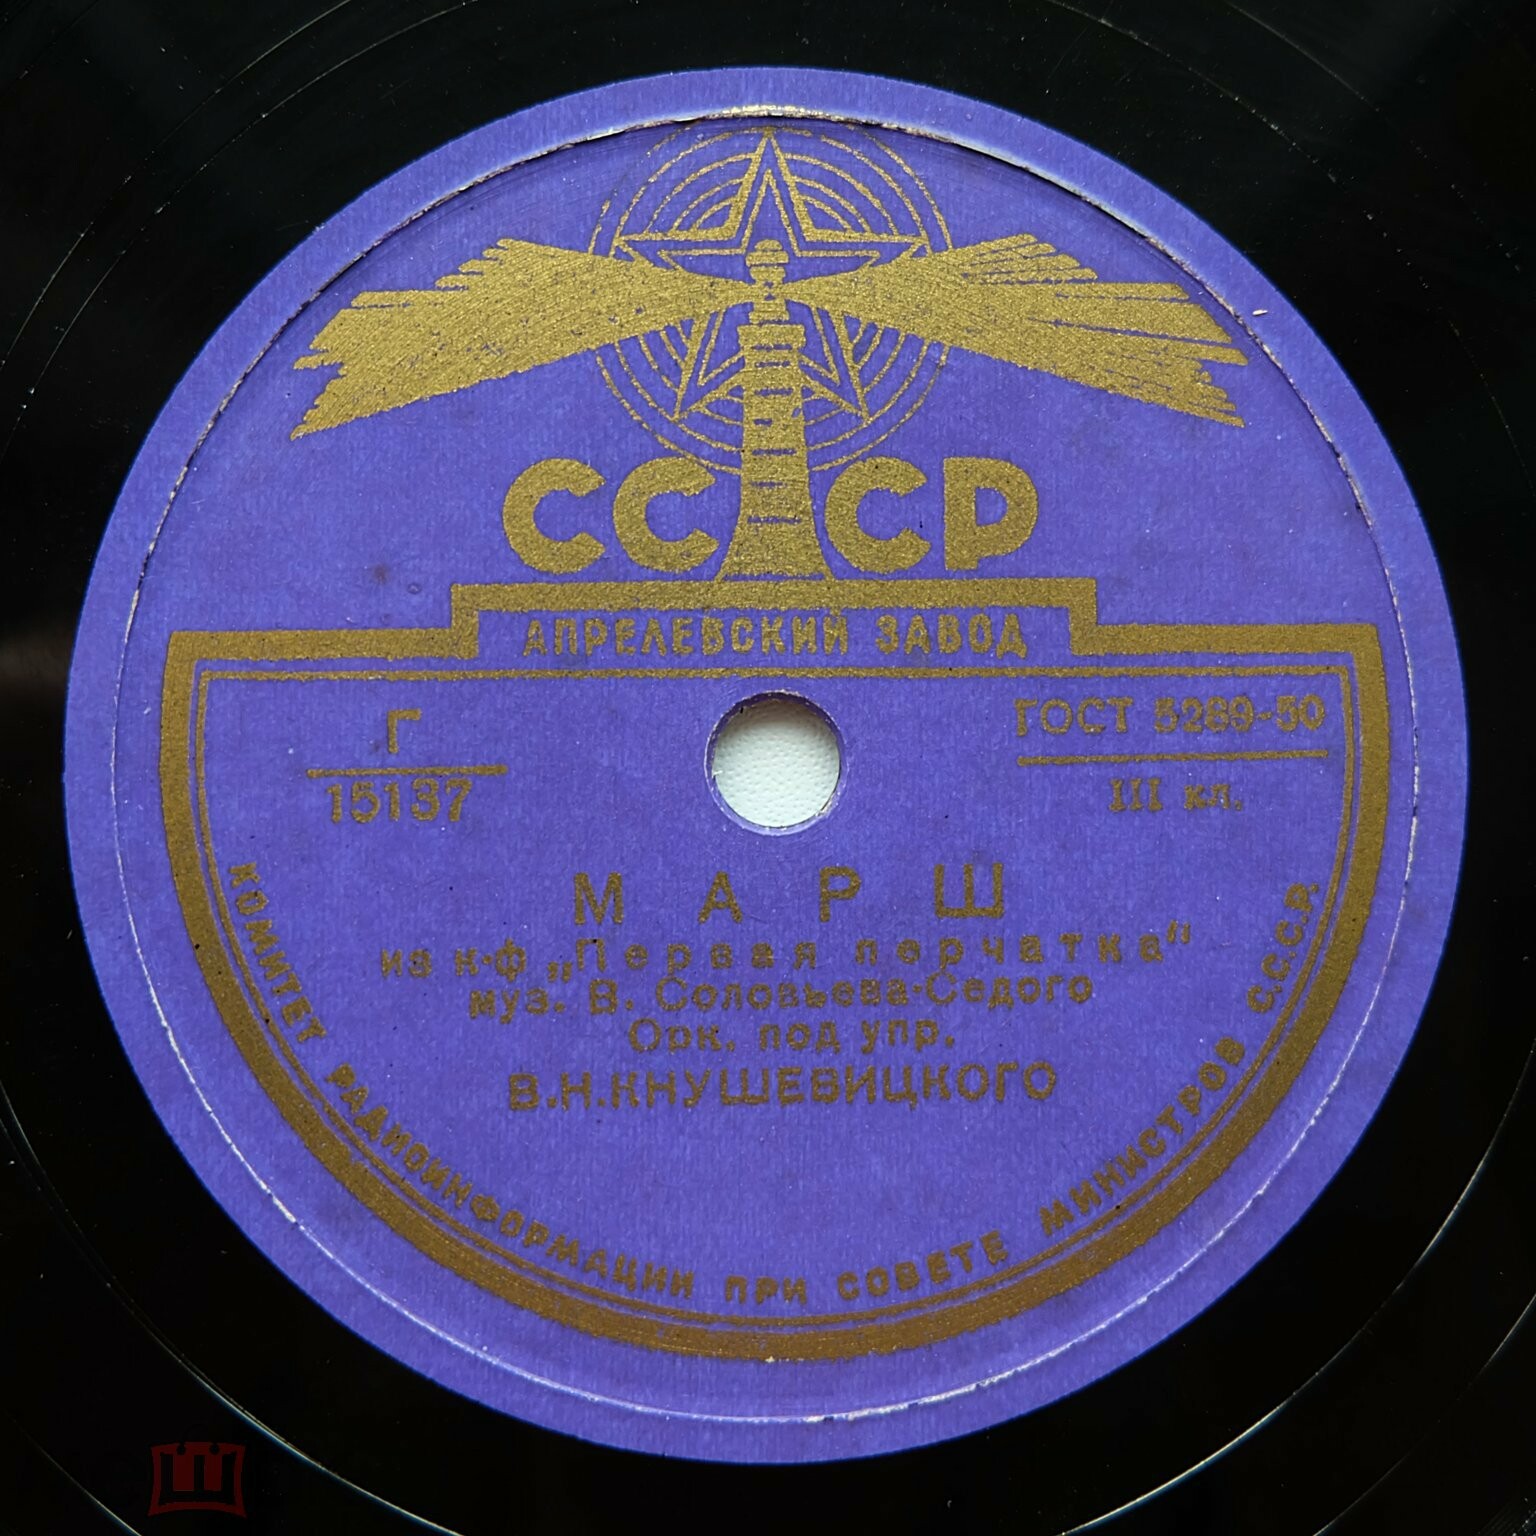 СССР
АПРЕЛЕВСКИЙ ЗАВОД
Г
15137
ГОСТ 5289-50
III кл.
МАРШ
из к-ф „Первая перчатка“
муз. В. Соловьева-Седого
Орк. под упр.
В.Н.КНУШЕВИЦКОГО
КОМИТЕТ РАДИОИНФОРМАЦИИ ПРИ СОВЕТЕ МИНИСТРОВ С.С.С.Р.